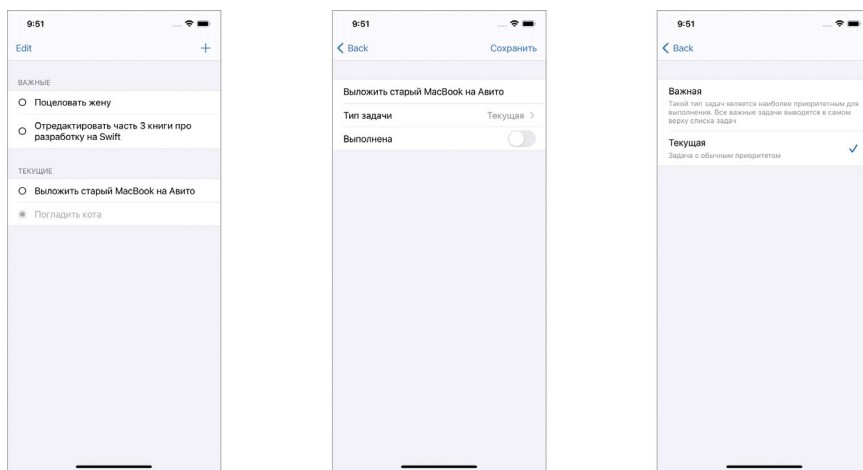 9:51
Edit
+
ВАЖНЫЕ
Поцеловать жену
Отредактировать часть 3 книги про
разработку на Swift
ТЕКУЩИЕ
Выложить старый MacBook на Авито
Погладить кота
9:51
Back
Сохранить
Выложить старый MacBook на Авито
Тип задачи
Текущая
Выполнена
9:51
Back
Важная
Такой тип задач является наиболее приоритетным для
выполнения. Все важные задачи выводятся в самом
верху списка задач
Текущая
Задача с обычным приоритетом